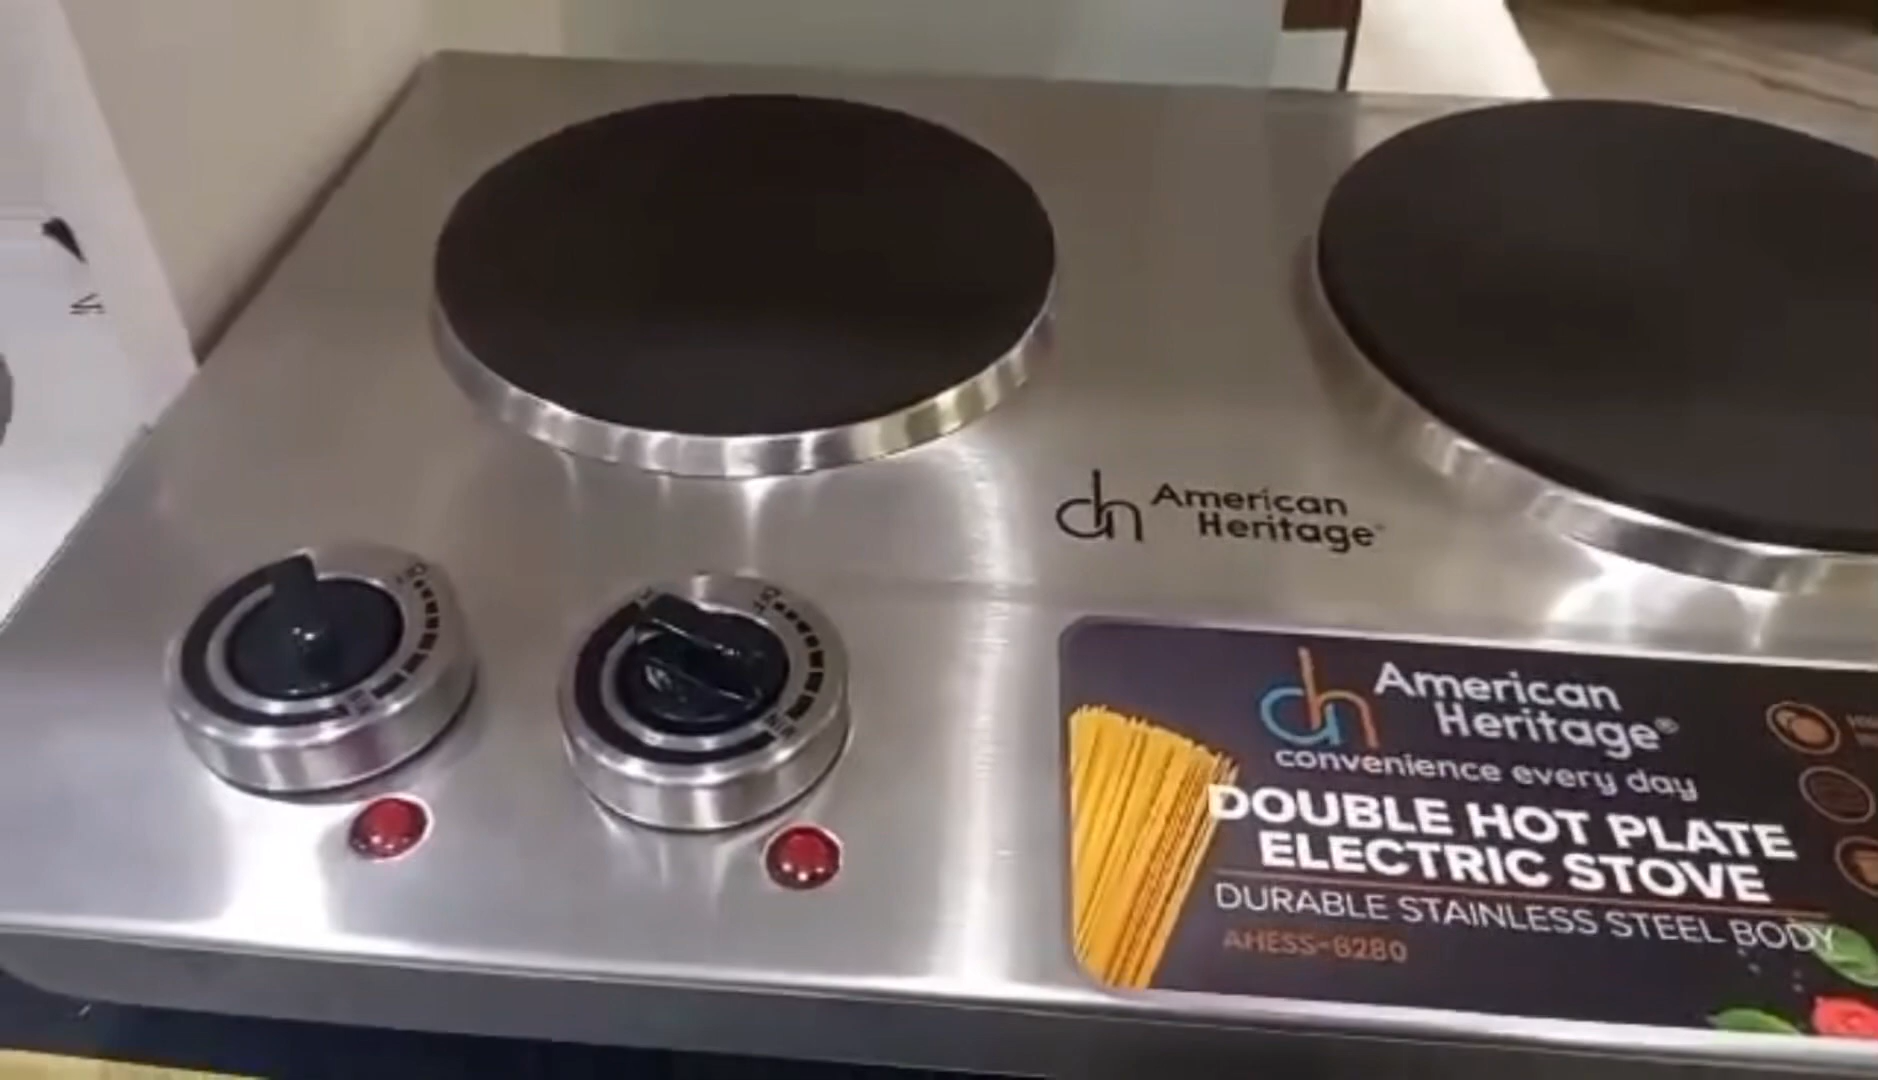 American
Heritage
American
Heritage®
convenience every day
DOUBLE HOT PLATE
ELECTRIC STOVE
DURABLE STAINLESS STEEL BODY
AHESS-6280